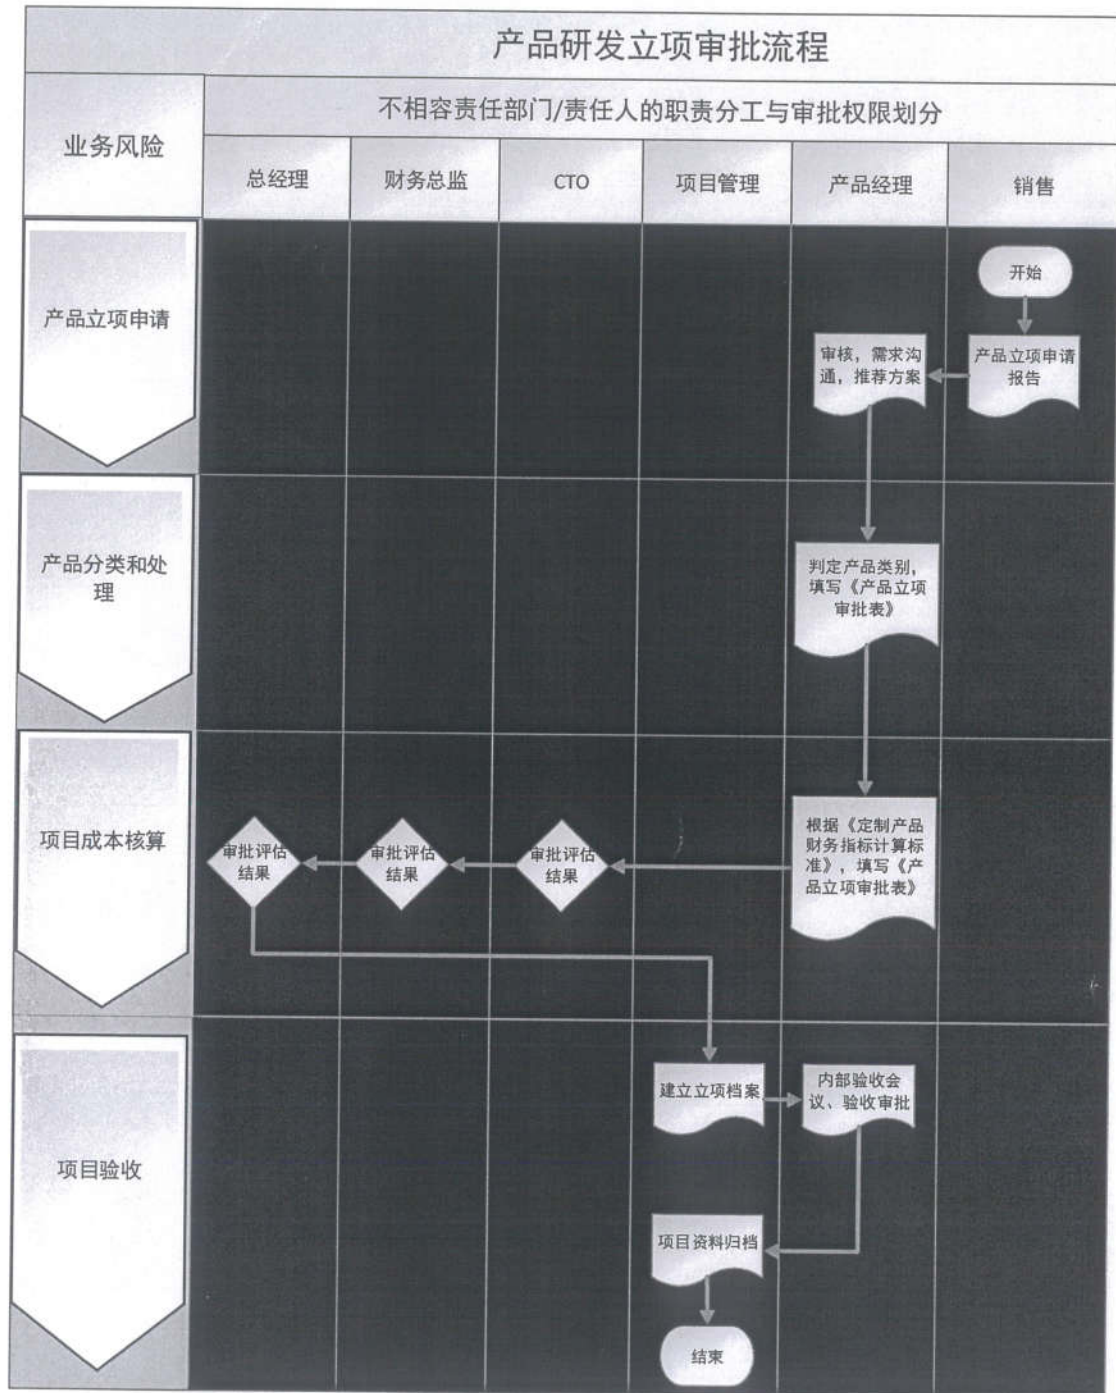 产品研发立项审批流程
业务风险
不相容责任部门/责任人的职责分工与审批权限划分
总经理
财务总监
CTO
项目管理
产品经理
销售
产品立项申请
开始
审核，需求沟
通，推荐方案
产品立项申请
报告
产品分类和处
理
判定产品类别，
填写《产品立项
审批表》
项目成本核算
审批评估
结果
审批评估
结果
审批评估
结果
根据《定制产品
财务指标计算标
准》，填写《产
品立项审批表》
项目验收
建立立项档案
内部验收会
议、验收审批
项目资料归档
结束